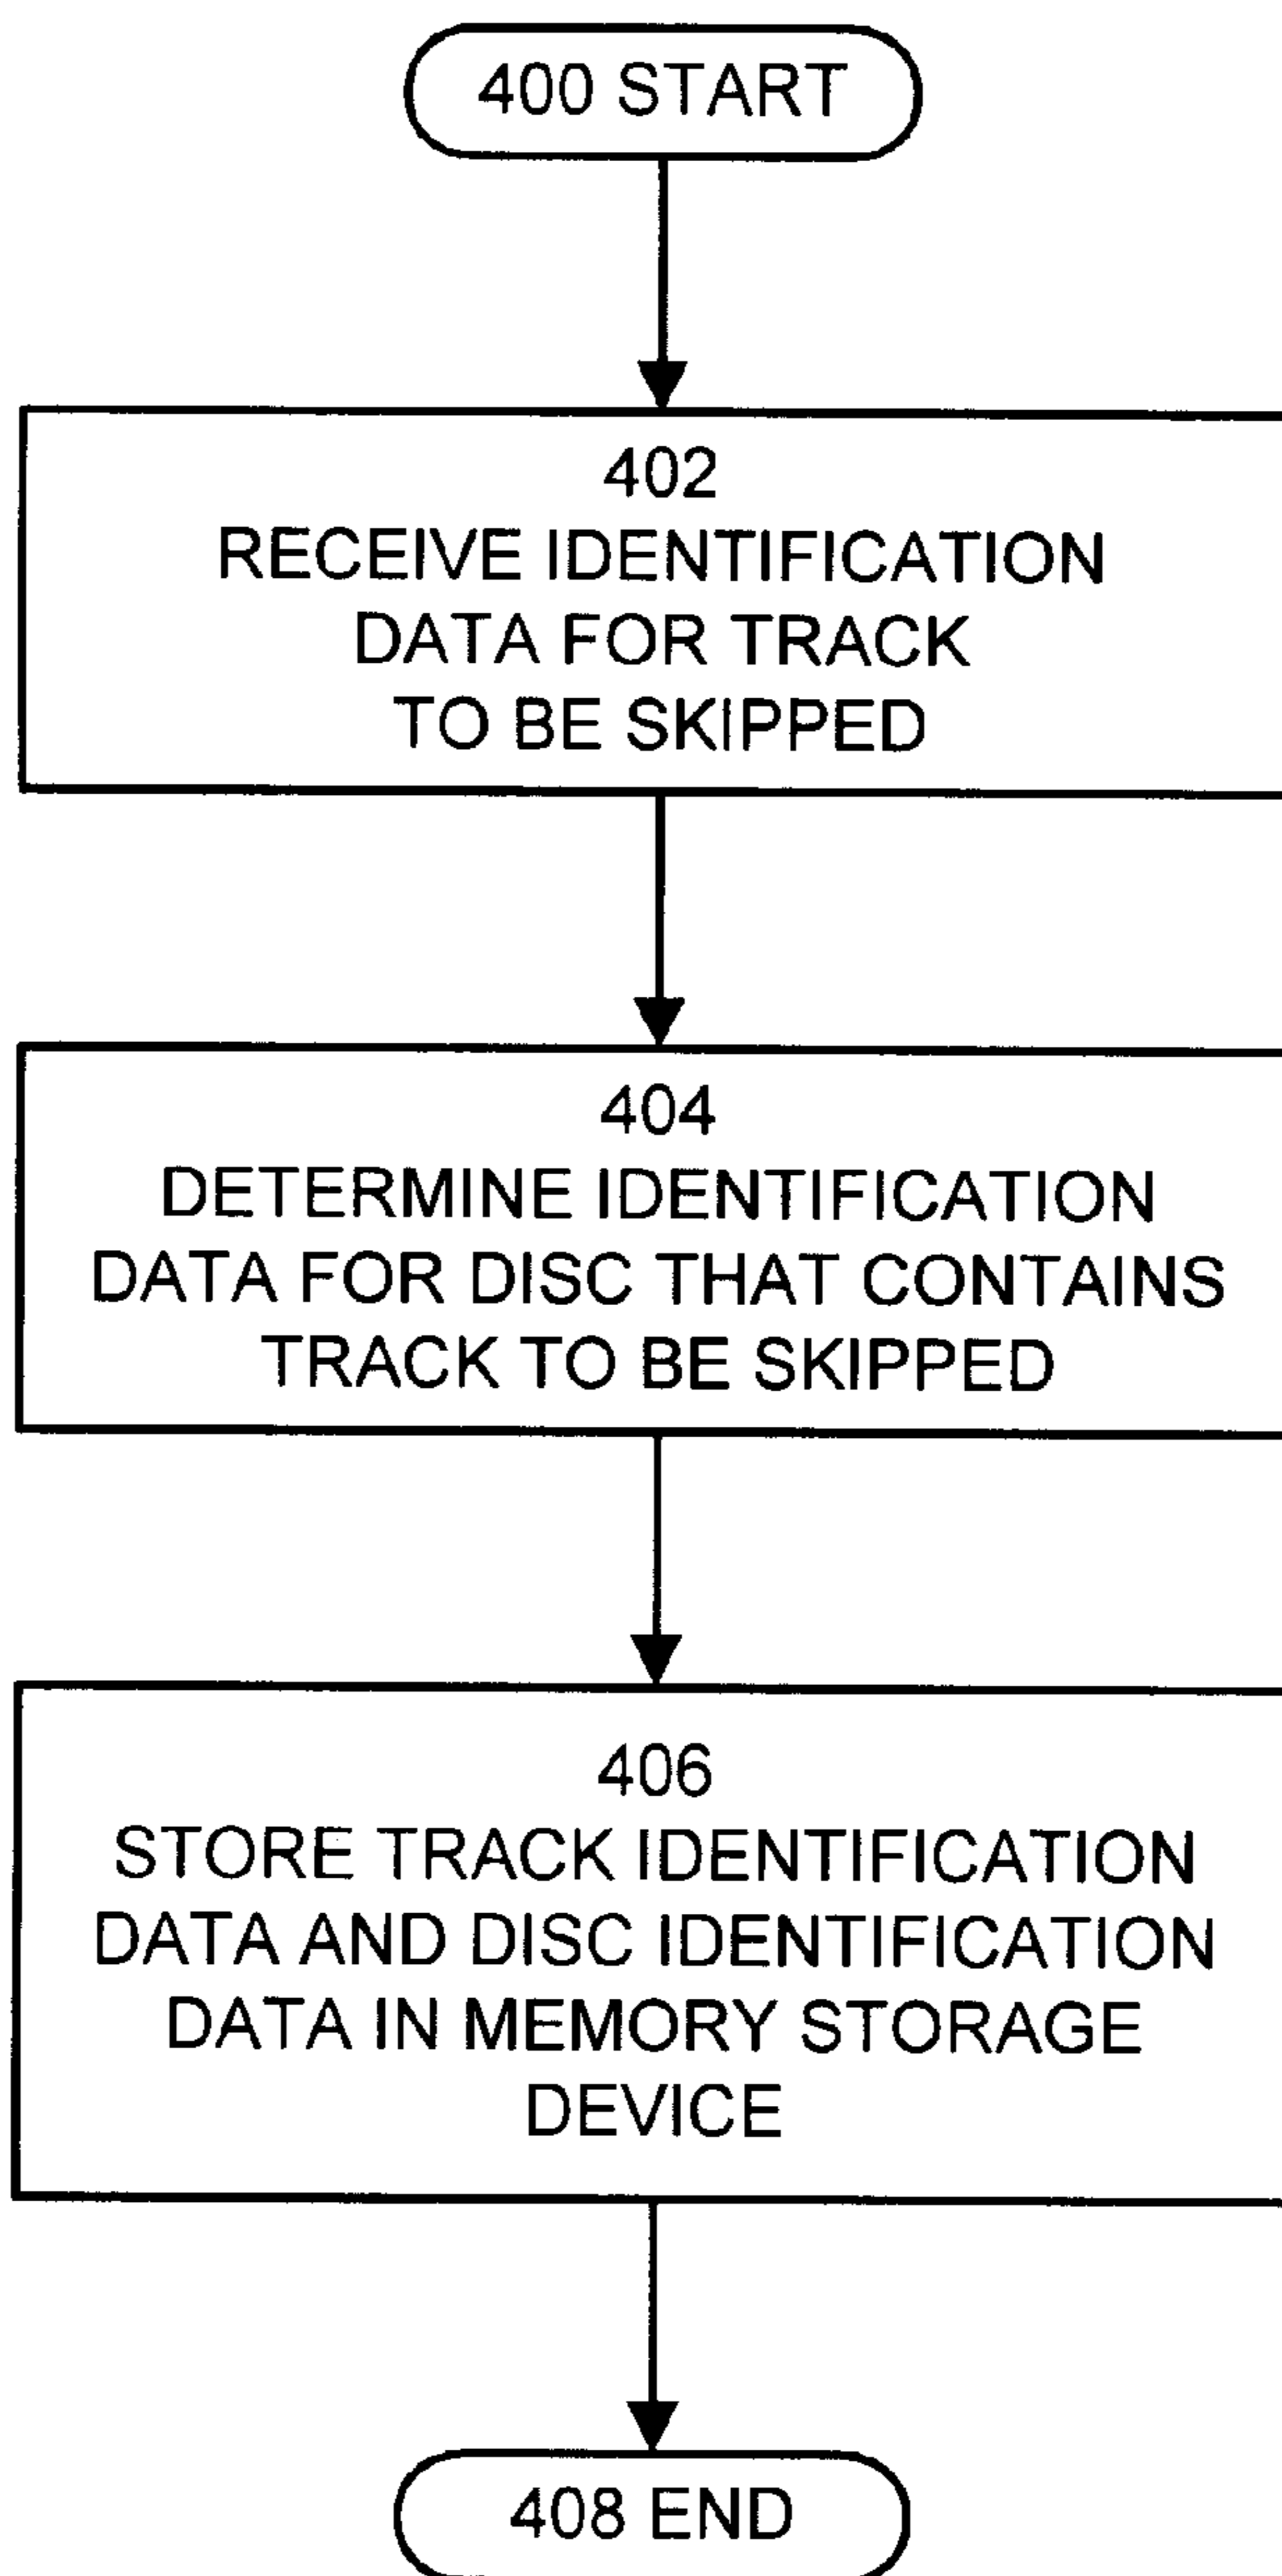 400 START
402
RECEIVE IDENTIFICATION
DATA FOR TRACK
TO BE SKIPPED
404
DETERMINE IDENTIFICATION
DATA FOR DISC THAT CONTAINS
TRACK TO BE SKIPPED
406
STORE TRACK IDENTIFICATION
DATA AND DISC IDENTIFICATION
DATA IN MEMORY STORAGE
DEVICE
408 END